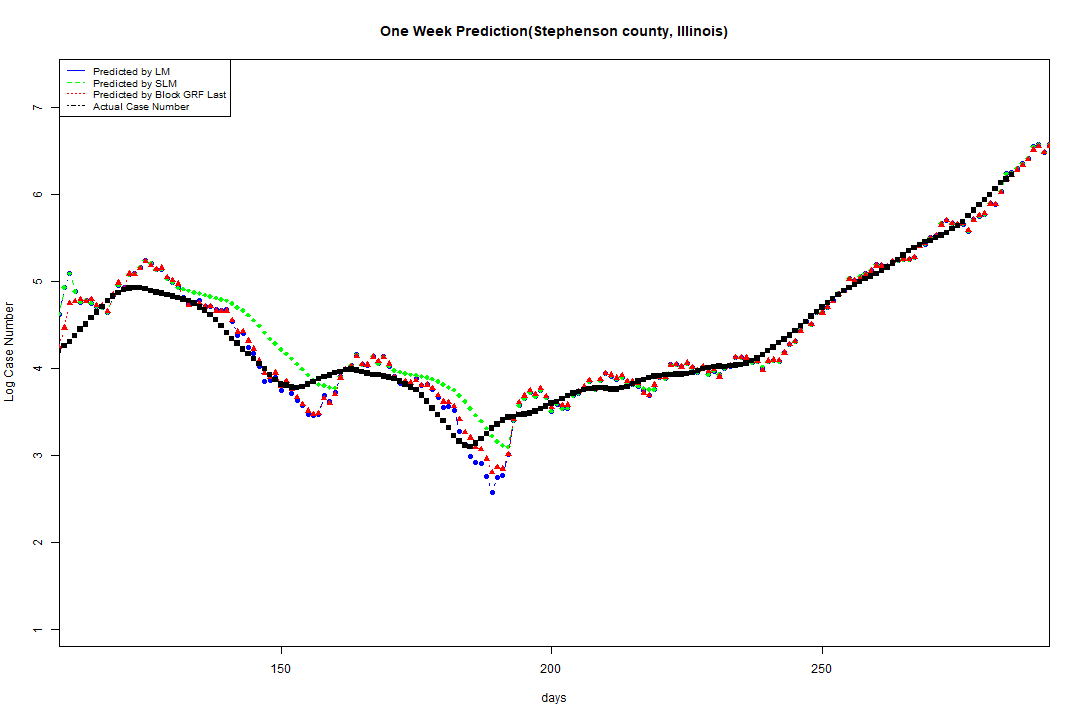 One Week Prediction(Stephenson county, Illinois)
Predicted by LM
Predicted by SLM
Predicted by Block GRF Last
Actual Case Number
7
6
5
4
3
2
1
Log Case Number
150
200
250
days